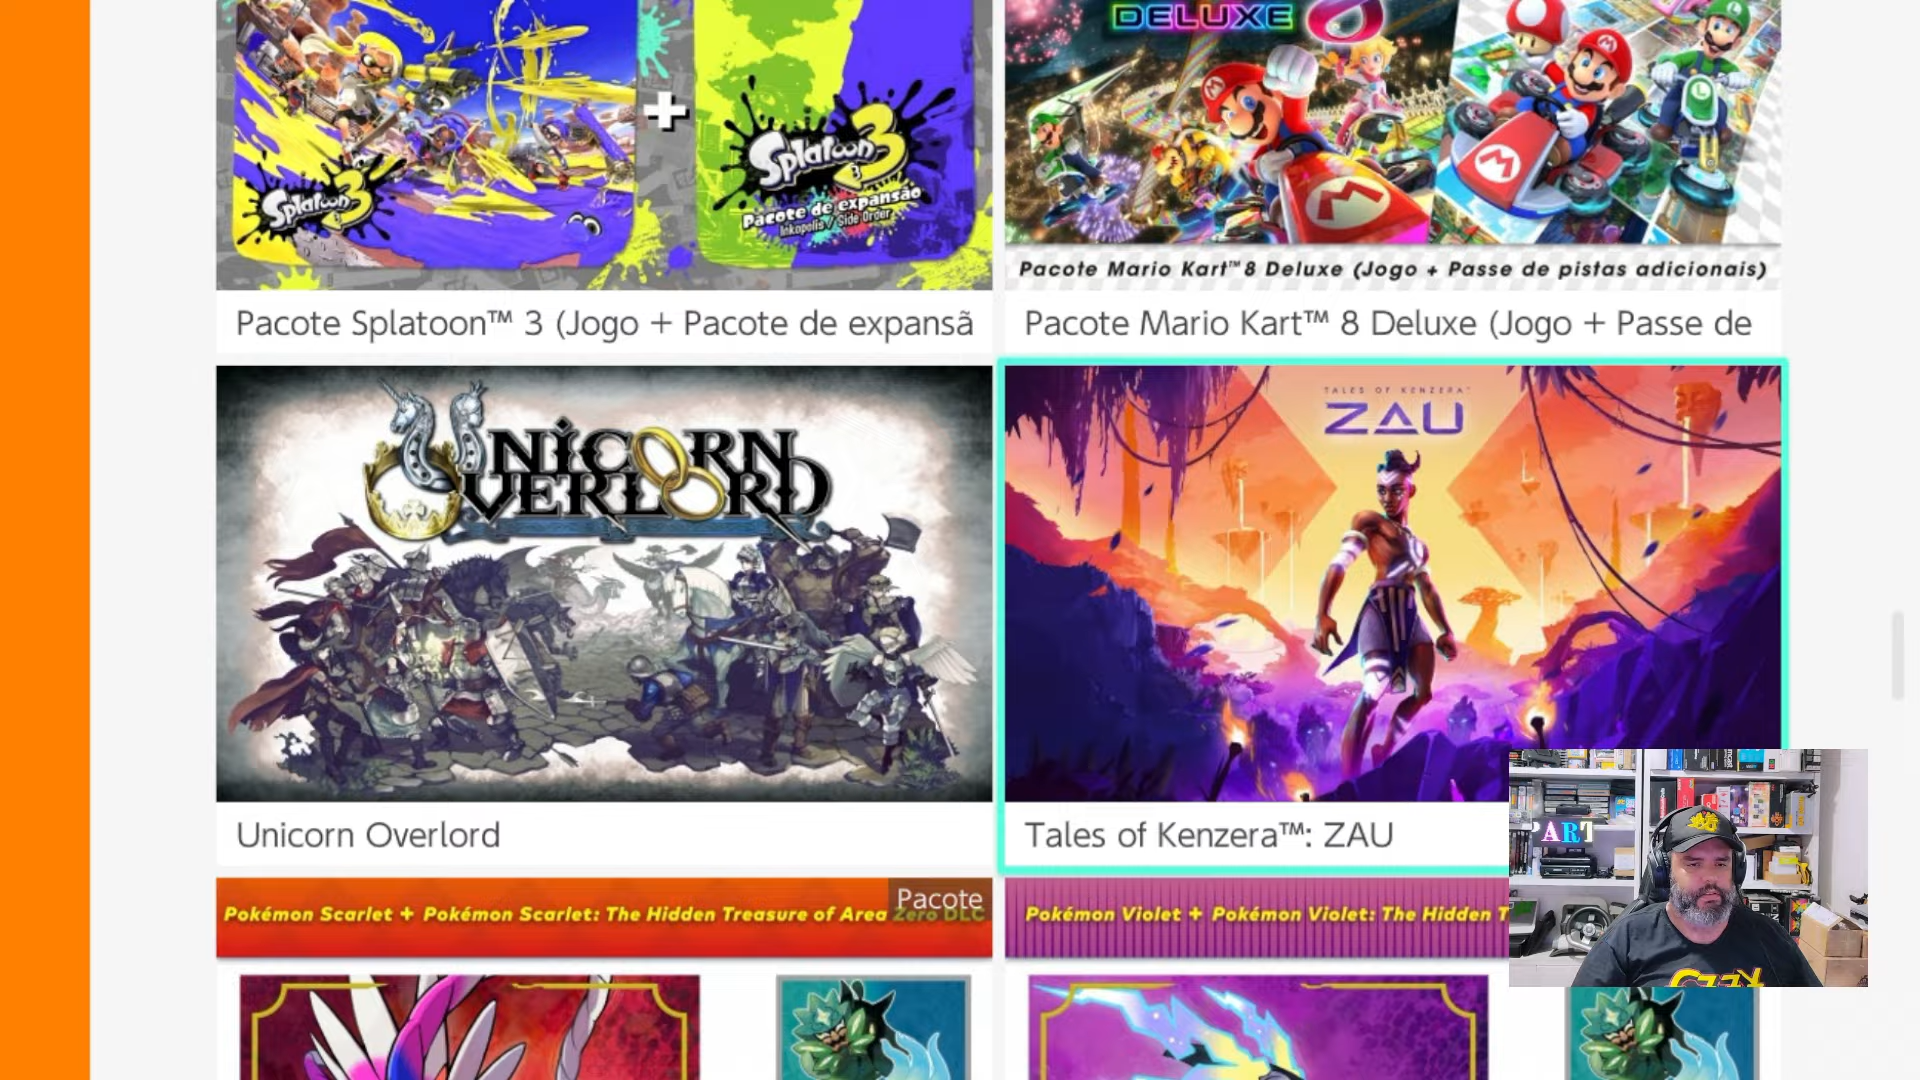 DELUXE 8
Splatoon 3
+
Splatoon 3
Pacote de expansão
Inkopolis / Side Order
Pacote Mario Kart™ 8 Deluxe (Jogo + Passe de pistas adicionais)
Pacote Splatoon™ 3 (Jogo + Pacote de expansã
Pacote Mario Kart™ 8 Deluxe (Jogo + Passe de
UNICORN
OVERLORD
TALES OF KENZERA™
ZAU
Unicorn Overlord
Tales of Kenzera™: ZAU
PART
Pacote
Pokémon Scarlet + Pokémon Scarlet: The Hidden Treasure of Area Zero DLC
Pokémon Violet + Pokémon Violet: The Hidden T